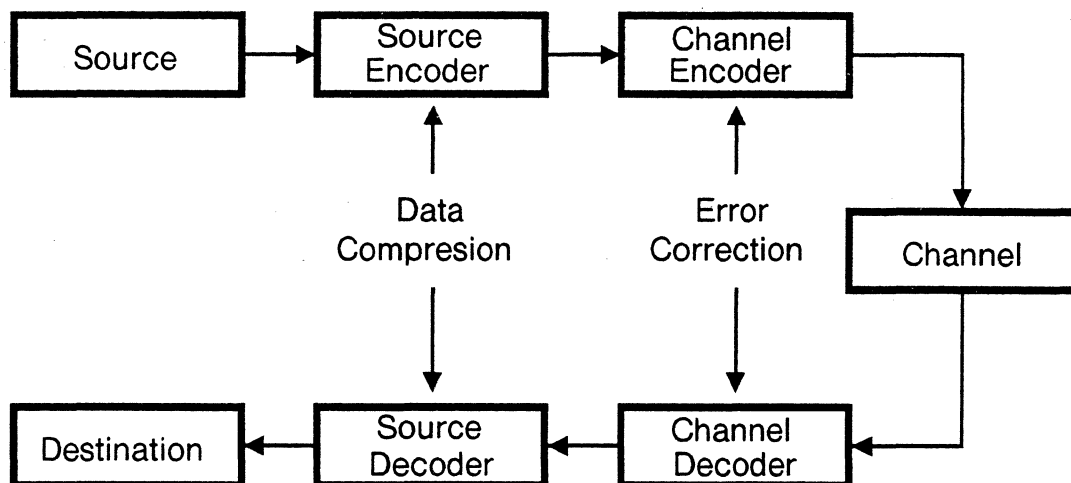 Source
Source
Encoder
Channel
Encoder
Data
Compresion
Error
Correction
Channel
Destination
Source
Decoder
Channel
Decoder